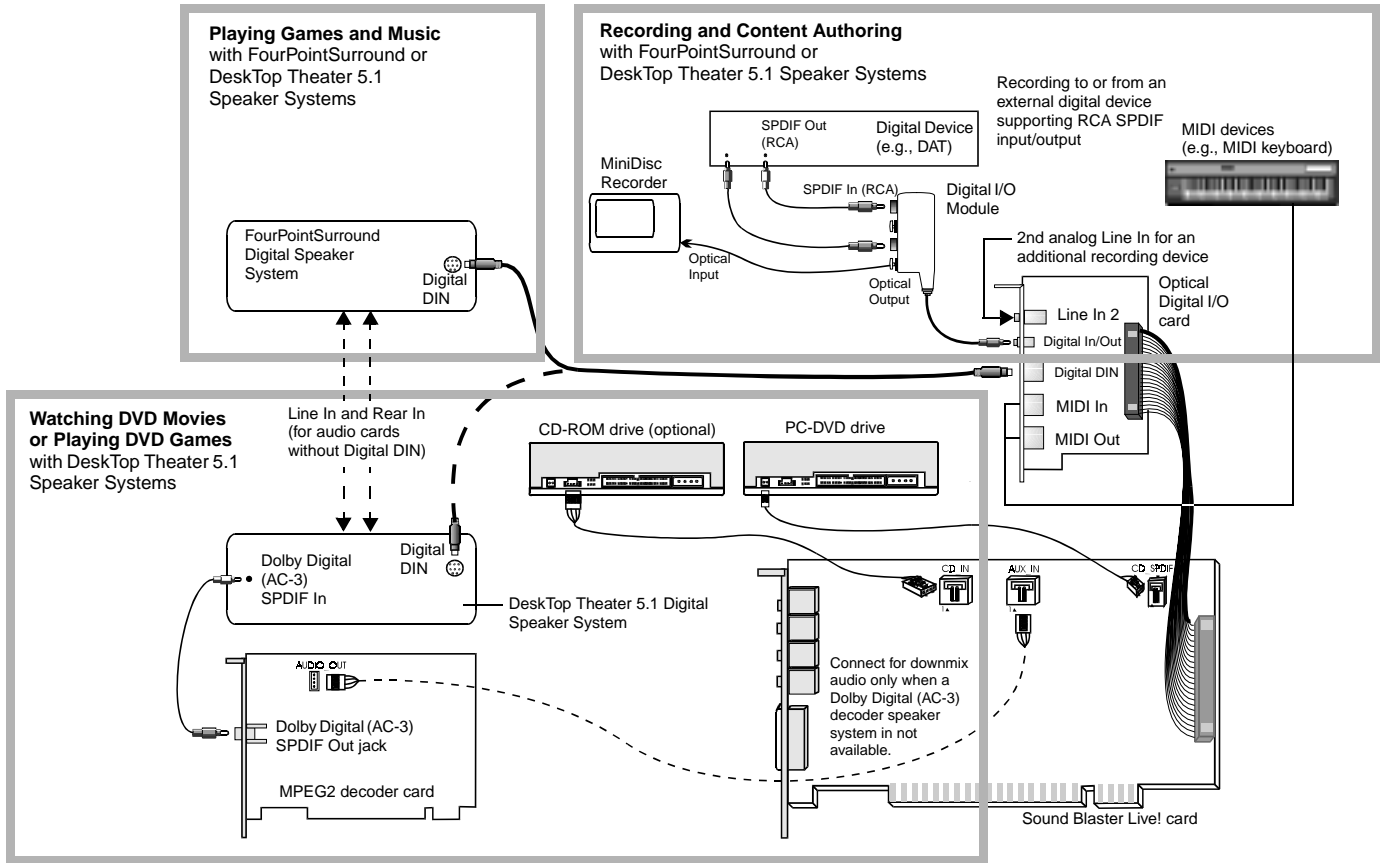 Playing Games and Music
with FourPointSurround or
DeskTop Theater 5.1
Speaker Systems
FourPointSurround
Digital Speaker
System
Digital
DIN
Recording and Content Authoring
with FourPointSurround or
DeskTop Theater 5.1 Speaker Systems
Recording to or from an
external digital device
supporting RCA SPDIF
input/output
MIDI devices
(e.g., MIDI keyboard)
SPDIF Out
(RCA)
Digital Device
(e.g., DAT)
MiniDisc
Recorder
SPDIF In (RCA)
Digital I/O
Module
Optical
Input
Optical
Output
2nd analog Line In for an
additional recording device
Optical
Digital I/O
card
Line In 2
Digital In/Out
Digital DIN
MIDI In
MIDI Out
Watching DVD Movies
or Playing DVD Games
with DeskTop Theater 5.1
Speaker Systems
Line In and Rear In
(for audio cards
without Digital DIN)
CD-ROM drive (optional)
PC-DVD drive
Dolby Digital
(AC-3)
SPDIF In
Digital
DIN
DeskTop Theater 5.1 Digital
Speaker System
AUDIO OUT
Dolby Digital (AC-3)
SPDIF Out jack
MPEG2 decoder card
CD IN
1
AUX IN
1
CD SPDIF
1
Connect for downmix
audio only when a
Dolby Digital (AC-3)
decoder speaker
system in not
available.
Sound Blaster Live! card